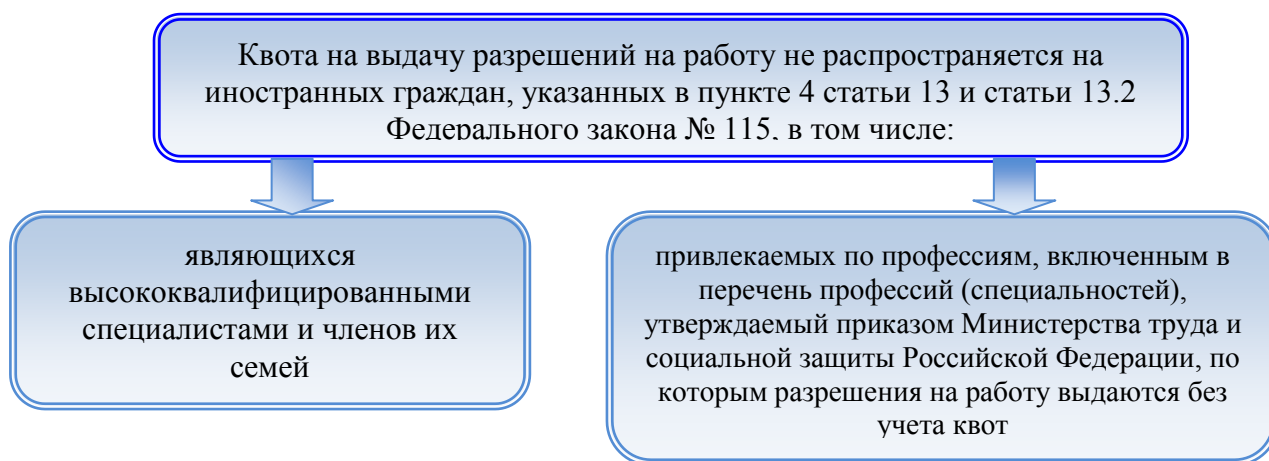 Квота на выдачу разрешений на работу не распространяется на
иностранных граждан, указанных в пункте 4 статьи 13 и статьи 13.2
Федерального закона № 115, в том числе:
являющихся
высококвалифицированными
специалистами и членов их
семей
привлекаемых по профессиям, включенным в
перечень профессий (специальностей),
утверждаемый приказом Министерства труда и
социальной защиты Российской Федерации, по
которым разрешения на работу выдаются без
учета квот